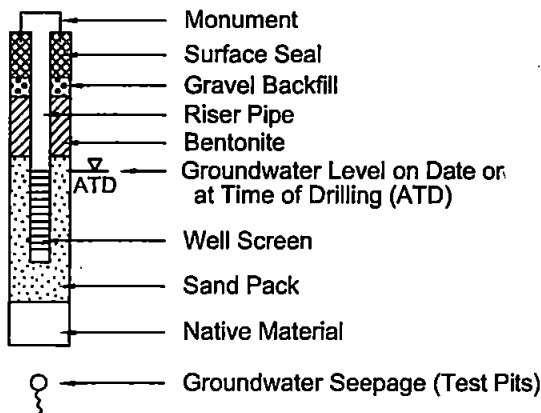 Monument
Surface Seal
Gravel Backfill
Riser Pipe
Bentonite
ATD
Groundwater Level on Date or
at Time of Drilling (ATD)
Well Screen
Sand Pack
Native Material
Groundwater Seepage (Test Pits)